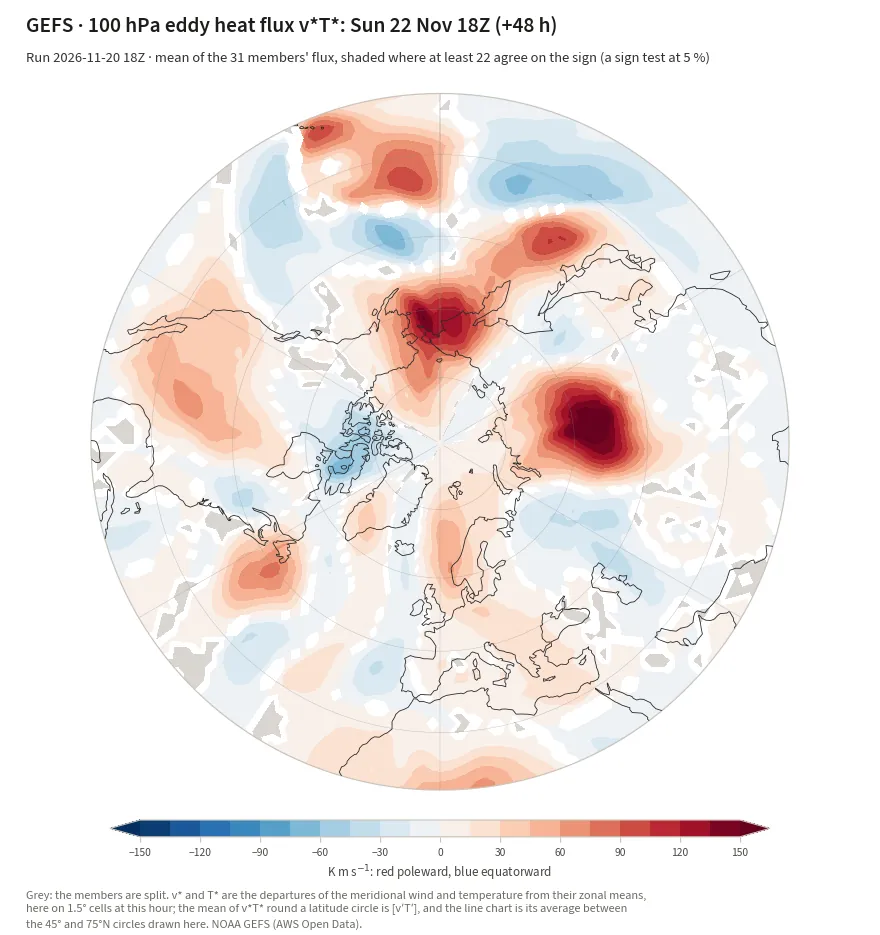 GEFS · 100 hPa eddy heat flux v*T*: Sun 22 Nov 18Z (+48 h)
Run 2026-11-20 18Z · mean of the 31 members' flux, shaded where at least 22 agree on the sign (a sign test at 5 %)
−150 −120 −90 −60 −30 0 30 60 90 120 150
K m s⁻¹: red poleward, blue equatorward
Grey: the members are split. v* and T* are the departures of the meridional wind and temperature from their zonal means,
here on 1.5° cells at this hour; the mean of v*T* round a latitude circle is [v'T'], and the line chart is its average between
the 45° and 75°N circles drawn here. NOAA GEFS (AWS Open Data).